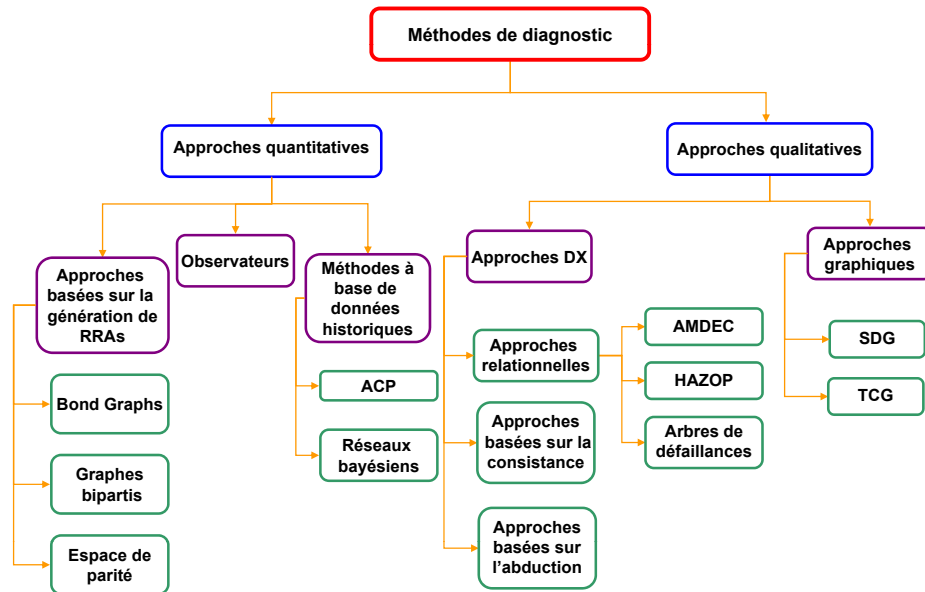 Méthodes de diagnostic
Approches quantitatives
Approches qualitatives
Approches
basées sur la
génération de
RRAs
Observateurs
Méthodes à
base de
données
historiques
Approches DX
Approches
graphiques
Bond Graphs
Graphes
bipartis
Espace de
parité
ACP
Réseaux
bayésiens
Approches
relationnelles
Approches
basées sur la
consistance
Approches
basées sur
l'abduction
AMDEC
HAZOP
Arbres de
défaillances
SDG
TCG